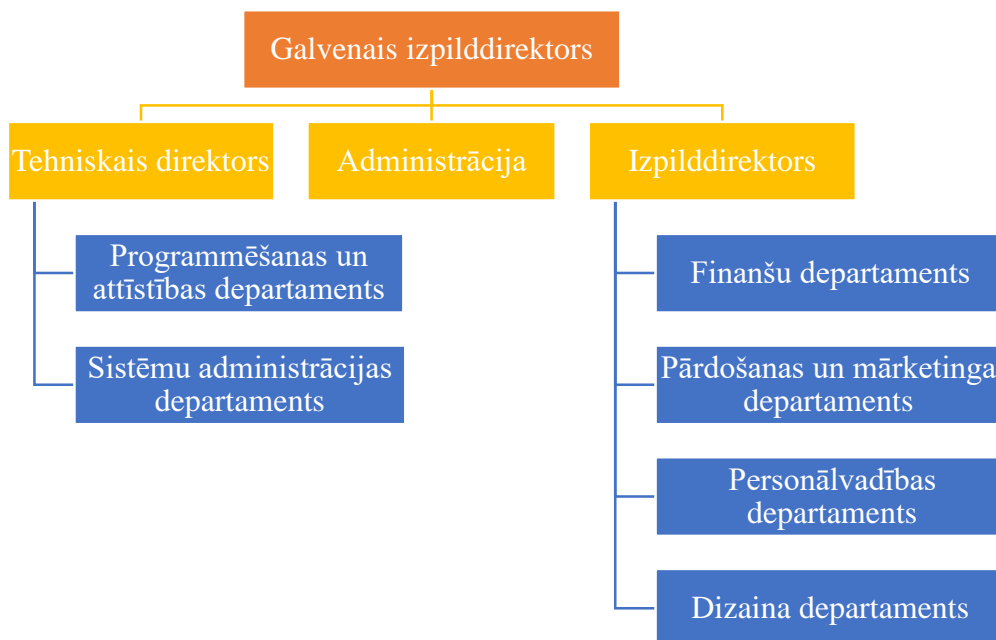 Galvenais izpilddirektors
Tehniskais direktors
Administrācija
Izpilddirektors
Programmēšanas un
attīstības departaments
Sistēmu administrācijas
departaments
Finanšu departaments
Pārdošanas un mārketinga
departaments
Personālvadības
departaments
Dizaina departaments